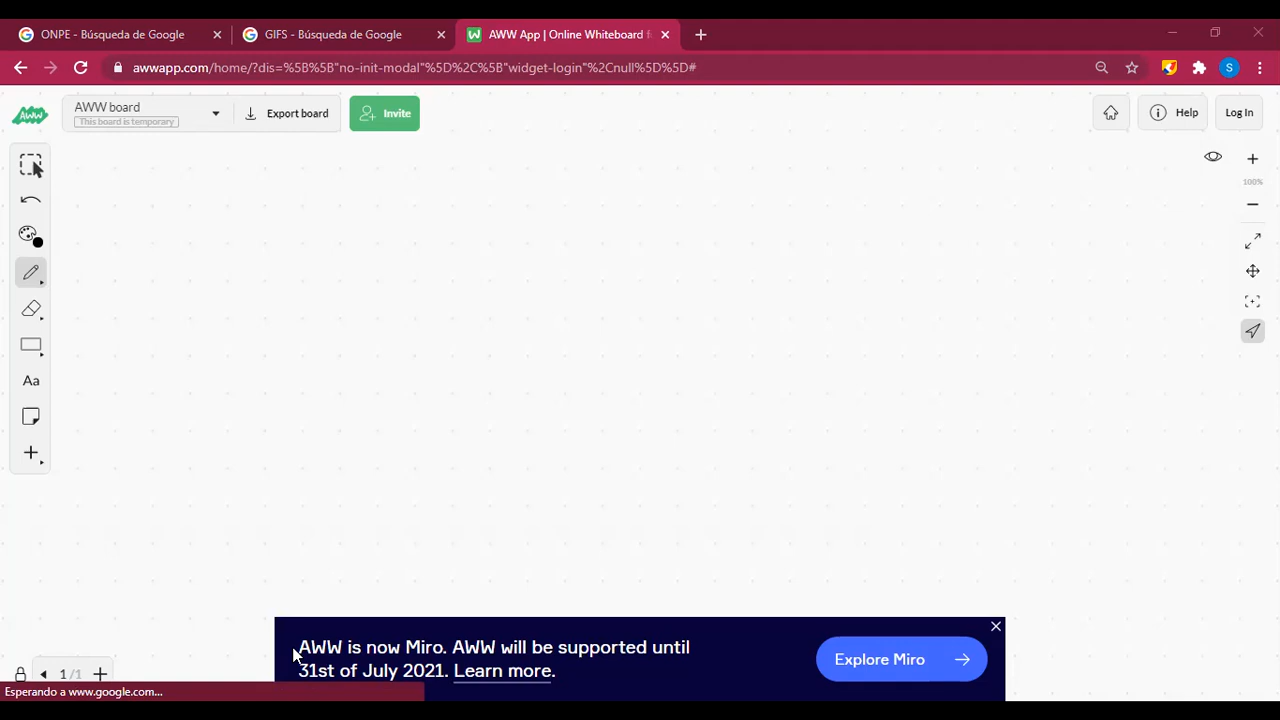 ONPE - Búsqueda de Google
GIFS - Búsqueda de Google
AWW App | Online Whiteboard f
awwapp.com/home/?dis=%5B%5B"no-init-modal"%5D%2C%5B"widget-login"%2Cnull%5D%5D#
S
AWW
AWW board
This board is temporary
Export board
Invite
Help
Log In
100%
Aa
AWW is now Miro. AWW will be supported until
31st of July 2021. Learn more.
Explore Miro
1/1
Esperando a www.google.com...